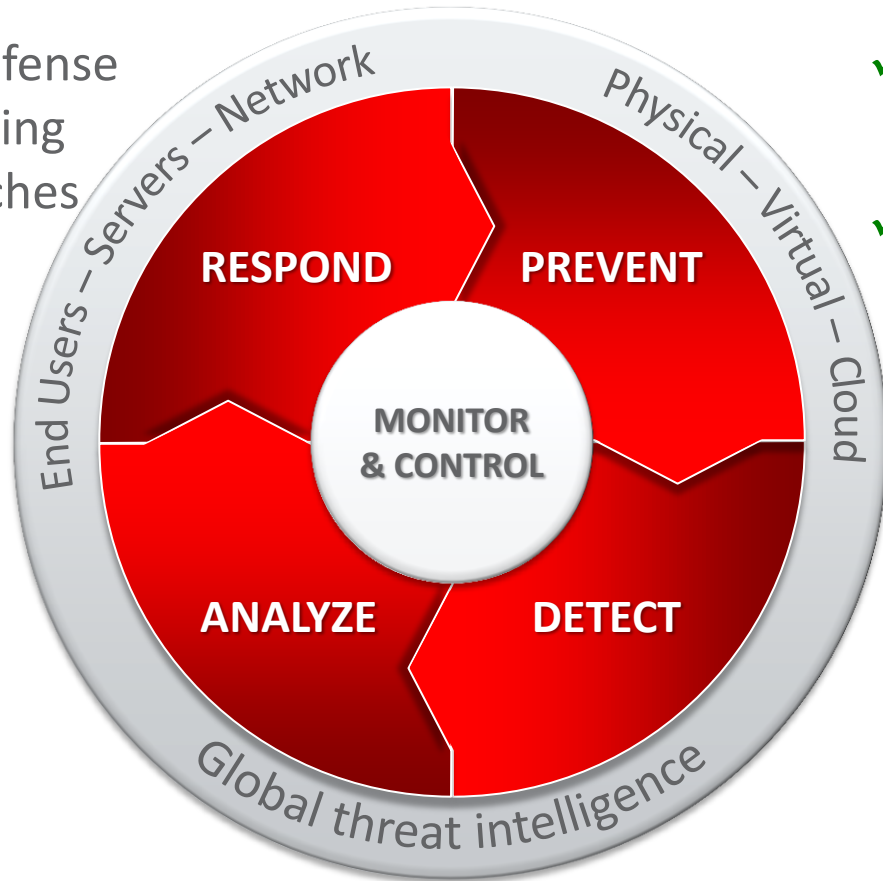 fense
ing
ches
End Users – Servers – Network
Physical – Virtual – Cloud
RESPOND
PREVENT
MONITOR
& CONTROL
ANALYZE
DETECT
Global threat intelligence